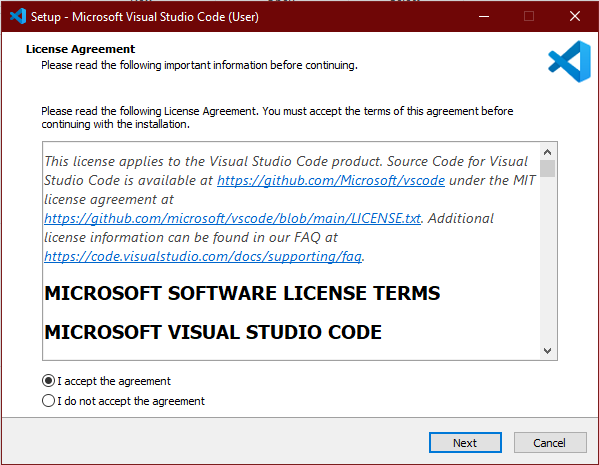 Setup - Microsoft Visual Studio Code (User)
License Agreement
Please read the following important information before continuing.
Please read the following License Agreement. You must accept the terms of this agreement before
continuing with the installation.
This license applies to the Visual Studio Code product. Source Code for Visual
Studio Code is available at https://github.com/Microsoft/vscode under the MIT
license agreement at
https://github.com/microsoft/vscode/blob/main/LICENSE.txt. Additional
license information can be found in our FAQ at
https://code.visualstudio.com/docs/supporting/faq.
MICROSOFT SOFTWARE LICENSE TERMS
MICROSOFT VISUAL STUDIO CODE
I accept the agreement
I do not accept the agreement
Next
Cancel